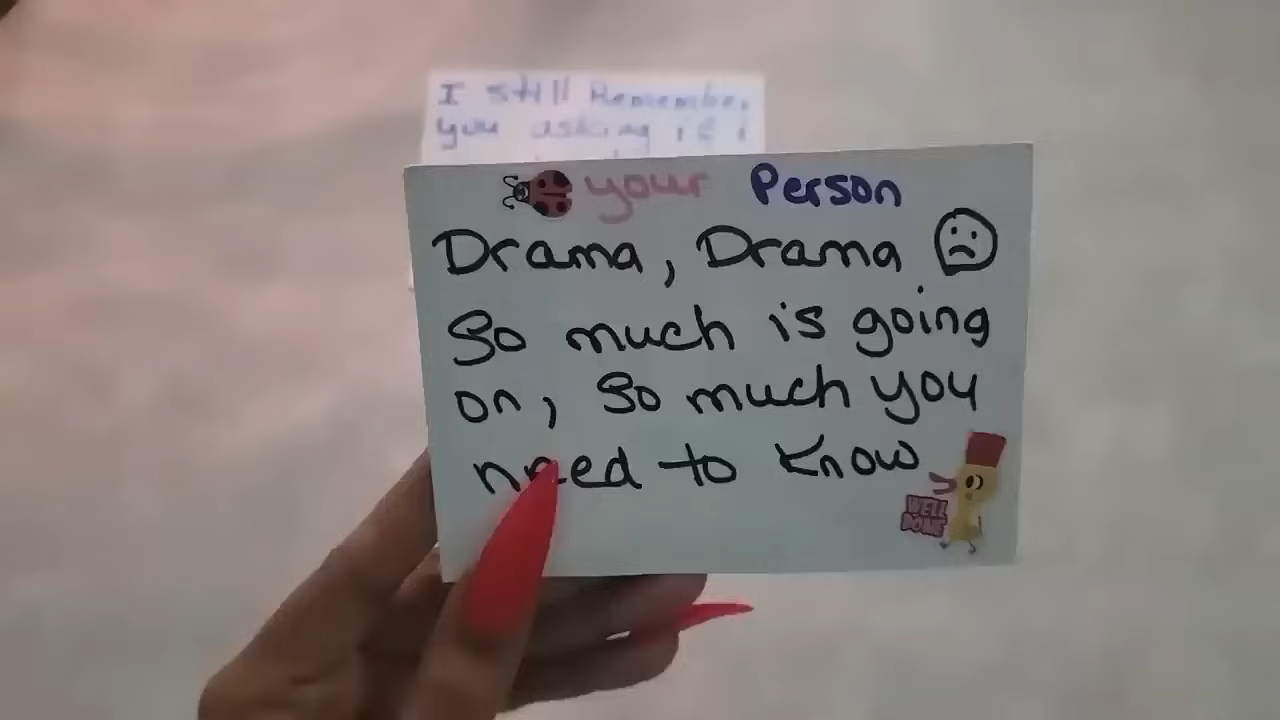 I still Remember
you asking if i
your Person
Drama, Drama
So much is going
on, So much you
need to know
WELL
DONE